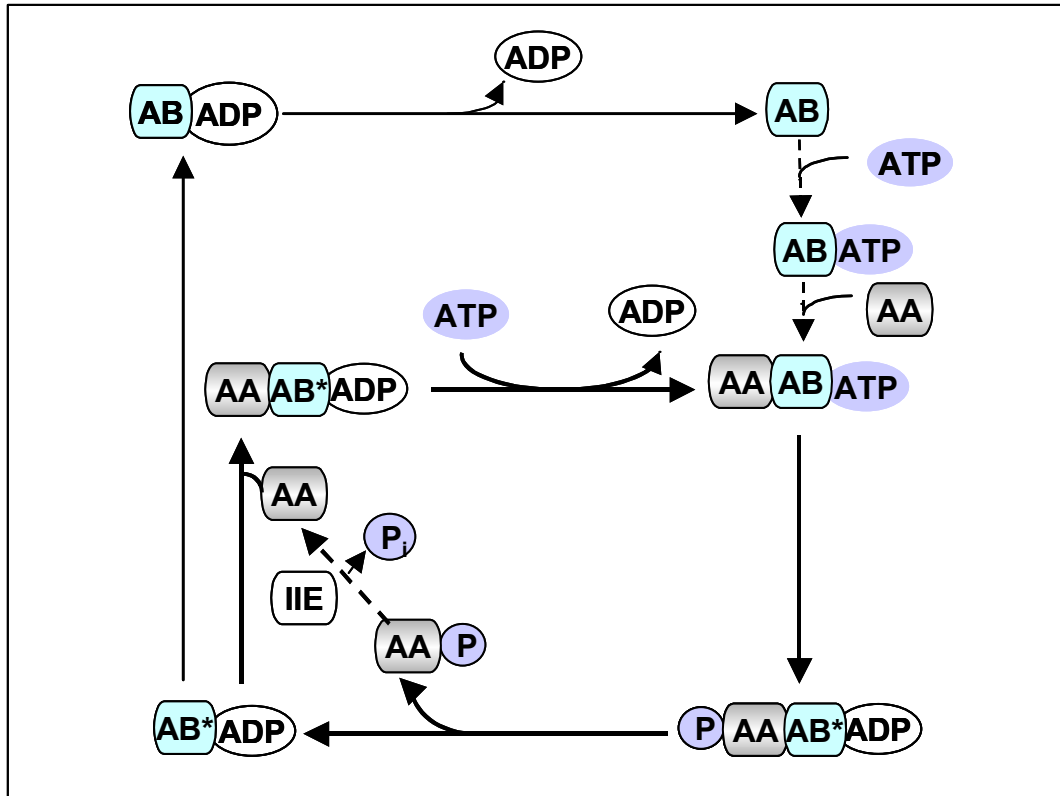 ADP
AB ADP
AB
ATP
AB ATP
AA
ATP
ADP
AA AB* ADP
AA AB ATP
AA
Pi
IIE
AA P
AB* ADP
P AA AB* ADP